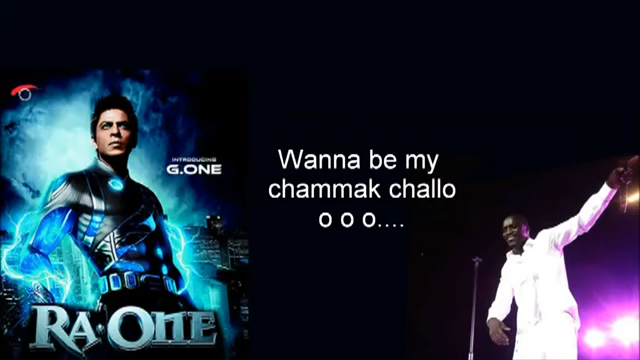 INTRODUCING
G.ONE
RA·ONE
Wanna be my
chammak challo
o o o....